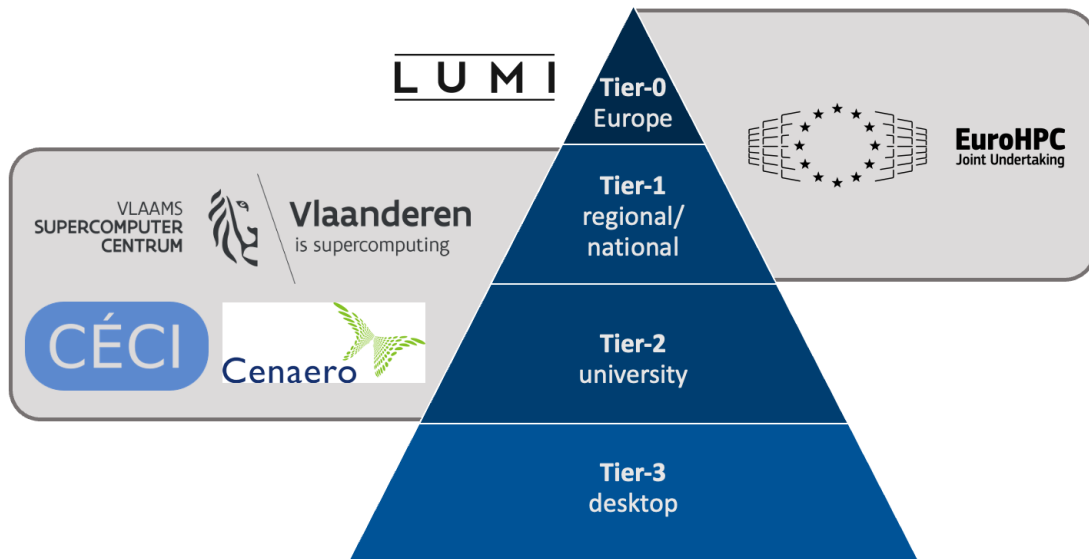 LUMI
Tier-0
Europe
EuroHPC
Joint Undertaking
Tier-1
regional/
national
VLAAMS
SUPERCOMPUTER
CENTRUM
Vlaanderen
is supercomputing
CÉCI
Cenaero
Tier-2
university
Tier-3
desktop